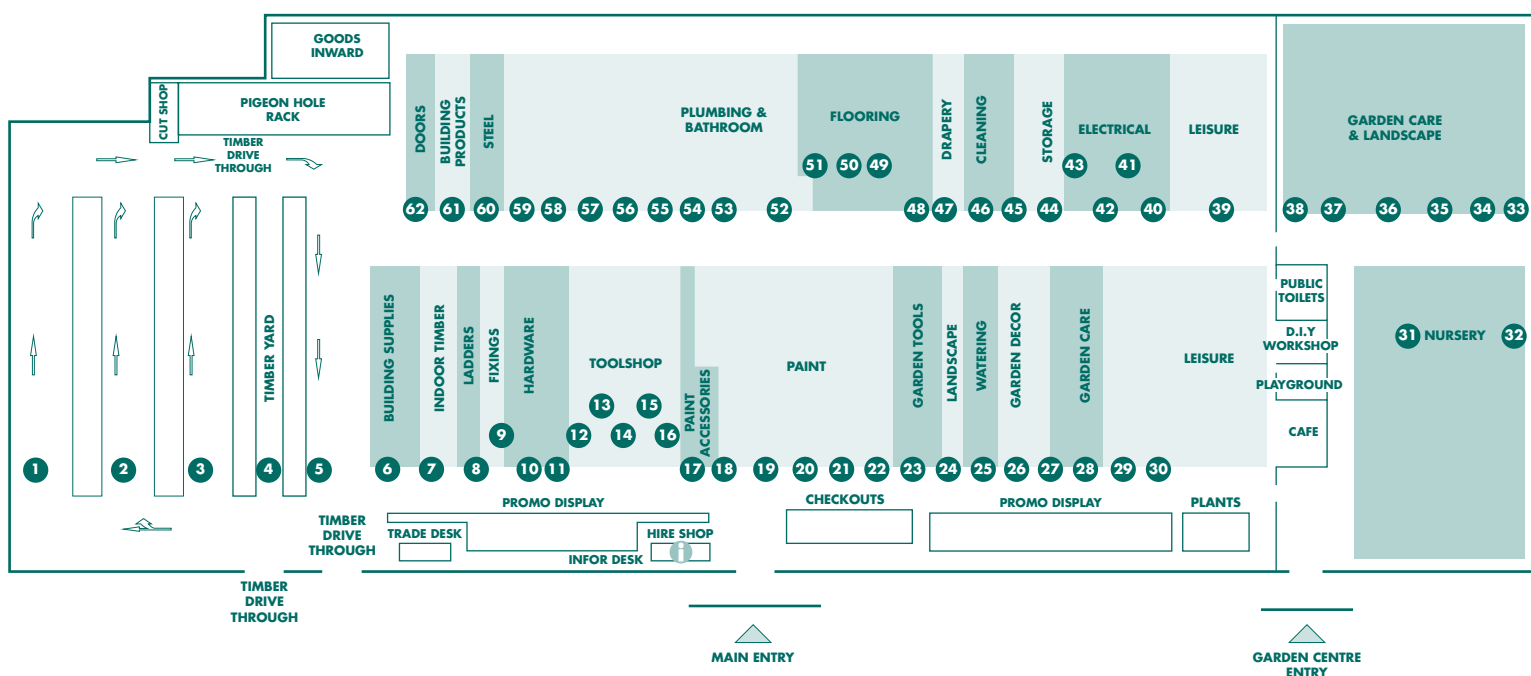 GOODS
INWARD
CUT SHOP
PIGEON HOLE
RACK
TIMBER
DRIVE
THROUGH
DOORS
BUILDING
PRODUCTS
STEEL
PLUMBING &
BATHROOM
FLOORING
DRAPERY
CLEANING
STORAGE
ELECTRICAL
LEISURE
GARDEN CARE
& LANDSCAPE
51
50
49
43
41
62
61
60
59
58
57
56
55
54
53
52
48
47
46
45
44
42
40
39
38
37
36
35
34
33
TIMBER YARD
BUILDING SUPPLIES
INDOOR TIMBER
LADDERS
FIXINGS
HARDWARE
TOOLSHOP
PAINT
ACCESSORIES
PAINT
GARDEN TOOLS
LANDSCAPE
WATERING
GARDEN DECOR
GARDEN CARE
LEISURE
PUBLIC
TOILETS
D.I.Y
WORKSHOP
PLAYGROUND
CAFE
31
NURSERY
32
13
15
9
12
14
16
1
2
3
4
5
6
7
8
10
11
17
18
19
20
21
22
23
24
25
26
27
28
29
30
PROMO DISPLAY
CHECKOUTS
PROMO DISPLAY
PLANTS
TIMBER
DRIVE
THROUGH
TRADE DESK
HIRE SHOP
INFOR DESK
i
TIMBER
DRIVE
THROUGH
MAIN ENTRY
GARDEN CENTRE
ENTRY